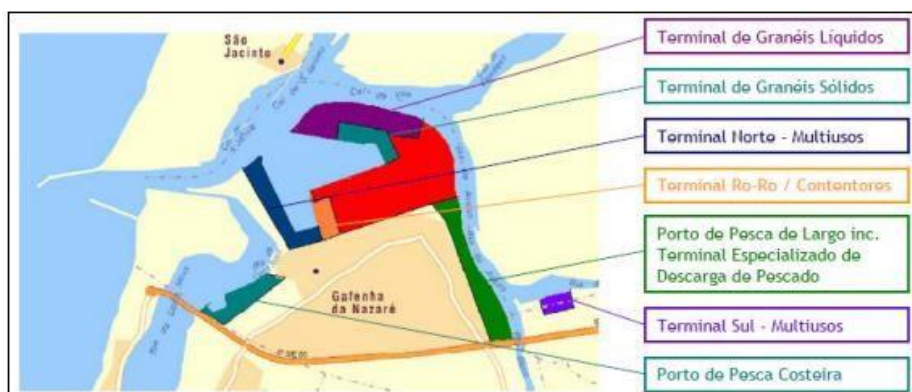 São
Jacinto
Gafenha
da Nazaré
Terminal de Granéis Líquidos
Terminal de Granéis Sólidos
Terminal Norte - Multiusos
Terminal Ro-Ro / Contentores
Porto de Pesca de Largo inc.
Terminal Especializado de
Descarga de Pescado
Terminal Sul - Multiusos
Porto de Pesca Costeira